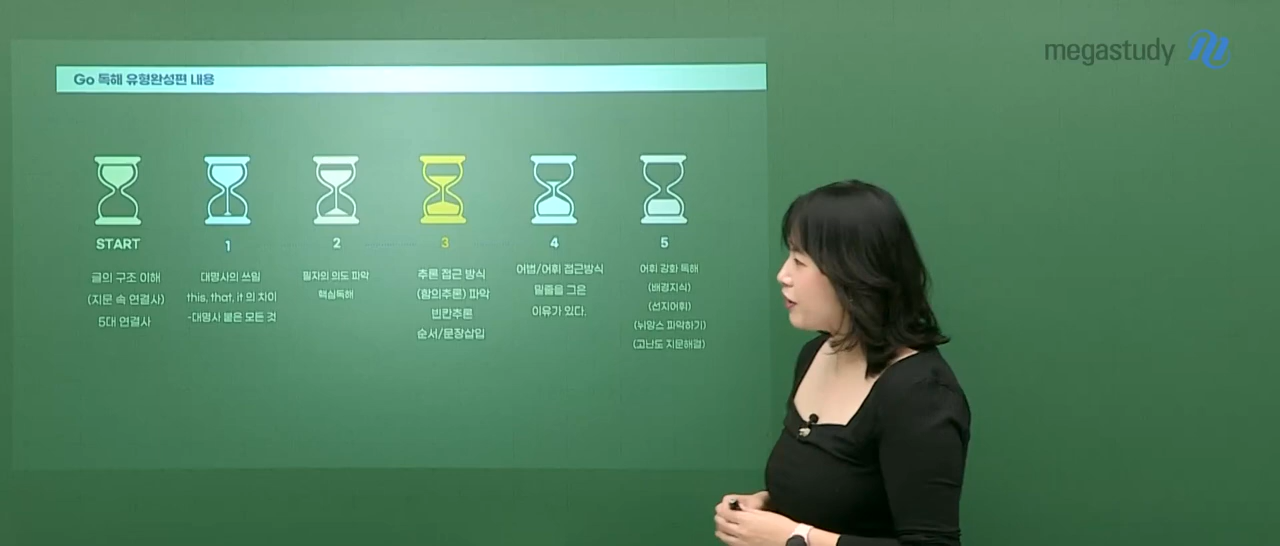 megastudy
Go 독해 유형완성편 내용
START
글의 구조 이해
(지문 속 연결사)
5대 연결사
1
대명사의 쓰임
this, that, it 의 차이
-대명사 붙은 모든 것
2
필자의 의도 파악
핵심독해
3
추론 접근 방식
(함의추론) 파악
빈칸추론
순서/문장삽입
4
어법/어휘 접근방식
밑줄을 그은
이유가 있다.
5
어휘 강화 독해
(배경지식)
(선지어휘)
(뉘앙스 파악하기)
(고난도 지문해결)